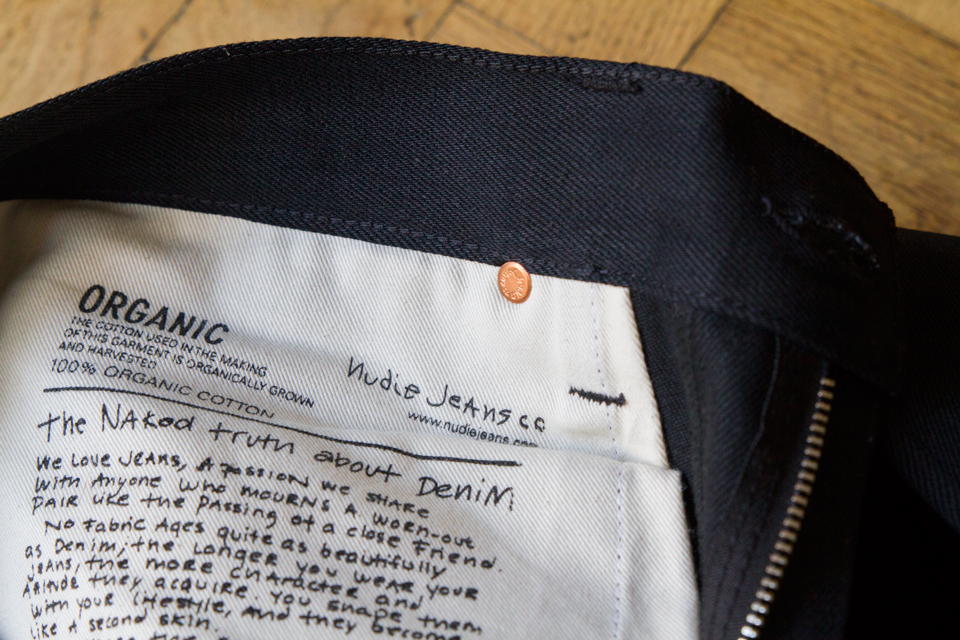 ORGANIC
THE COTTON USED IN THE MAKING
OF THIS GARMENT IS ORGANICALLY GROWN
AND HARVESTED
100% ORGANIC COTTON
Nudie Jeans co
www.nudiejeans.com
the NAKed truth about DeniM
We Love JeAns, A pAssion we sHARe
With Anyone Who mourns A worn-out
PAiR Like the PAssing of a close Friend.
No FAbric Ages quite as beautifully
as Denim; the Longer you weAR youR
jeAns, the more CHARActer and
they Acquire. you sHApe them
With youR Lifestyle, And they become
Like A second skin.